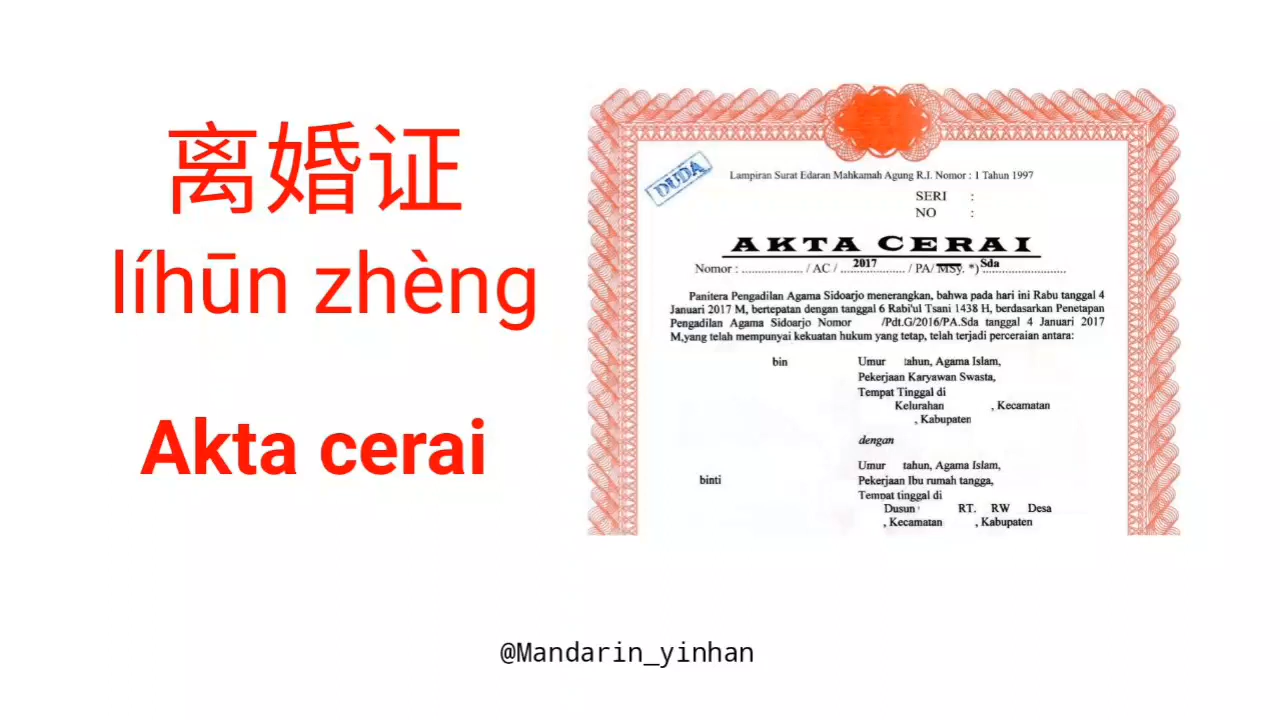 离婚证
líhūn zhèng
Akta cerai
DUDA
Lampiran Surat Edaran Mahkamah Agung R.I. Nomor : 1 Tahun 1997
SERI :
NO :
AKTA CERAI
Nomor : .................... / AC / ....2017.... / PA/ MSy. *) Sda..........................
Panitera Pengadilan Agama Sidoarjo menerangkan, bahwa pada hari ini Rabu tanggal 4
Januari 2017 M, bertepatan dengan tanggal 6 Rabi'ul Tsani 1438 H, berdasarkan Penetapan
Pengadilan Agama Sidoarjo Nomor /Pdt.G/2016/PA.Sda tanggal 4 Januari 2017
M,yang telah mempunyai kekuatan hukum yang tetap, telah terjadi perceraian antara:
bin Umur tahun, Agama Islam,
Pekerjaan Karyawan Swasta,
Tempat Tinggal di
Kelurahan , Kecamatan
, Kabupaten
dengan
Umur tahun, Agama Islam,
binti Pekerjaan Ibu rumah tangga,
Tempat tinggal di
Dusun RT. RW Desa
, Kecamatan , Kabupaten
@Mandarin_yinhan